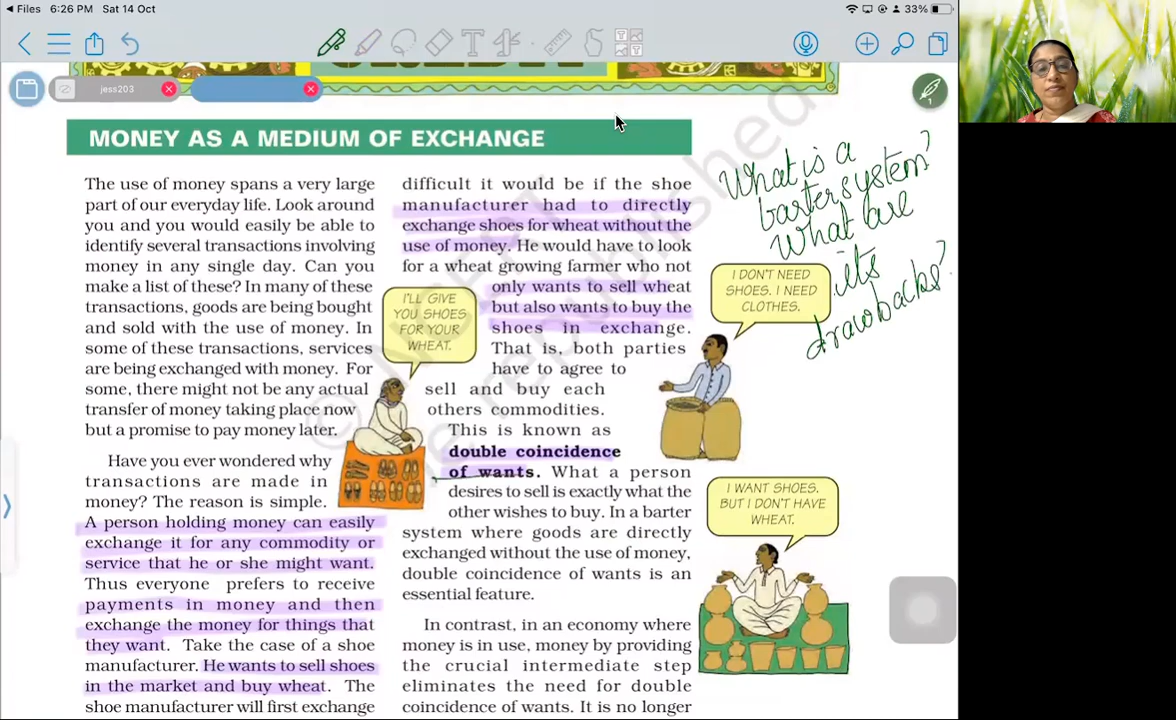 Files 6:26 PM Sat 14 Oct
33%
jess203
1
MONEY AS A MEDIUM OF EXCHANGE
The use of money spans a very large
part of our everyday life. Look around
you and you would easily be able to
identify several transactions involving
money in any single day. Can you
make a list of these? In many of these
transactions, goods are being bought
and sold with the use of money. In
some of these transactions, services
are being exchanged with money. For
some, there might not be any actual
transfer of money taking place now
but a promise to pay money later.
Have you ever wondered why
transactions are made in
money? The reason is simple.
A person holding money can easily
exchange it for any commodity or
service that he or she might want.
Thus everyone prefers to receive
payments in money and then
exchange the money for things that
they want. Take the case of a shoe
manufacturer. He wants to sell shoes
in the market and buy wheat. The
shoe manufacturer will first exchange
I'LL GIVE
YOU SHOES
FOR YOUR
WHEAT.
difficult it would be if the shoe
manufacturer had to directly
exchange shoes for wheat without the
use of money. He would have to look
for a wheat growing farmer who not
only wants to sell wheat
but also wants to buy the
shoes in exchange.
That is, both parties
have to agree to
sell and buy each
others commodities.
This is known as
double coincidence
of wants. What a person
desires to sell is exactly what the
other wishes to buy. In a barter
system where goods are directly
exchanged without the use of money,
double coincidence of wants is an
essential feature.
In contrast, in an economy where
money is in use, money by providing
the crucial intermediate step
eliminates the need for double
coincidence of wants. It is no longer
What is a
barter system?
What are
its
drawbacks?
I DON'T NEED
SHOES. I NEED
CLOTHES.
I WANT SHOES.
BUT I DON'T HAVE
WHEAT.